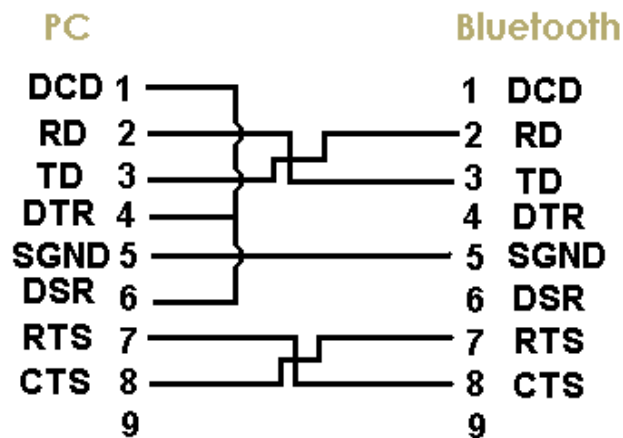 PC Bluetooth
DCD 1 1 DCD
RD 2 2 RD
TD 3 3 TD
DTR 4 4 DTR
SGND 5 5 SGND
DSR 6 6 DSR
RTS 7 7 RTS
CTS 8 8 CTS
9 9